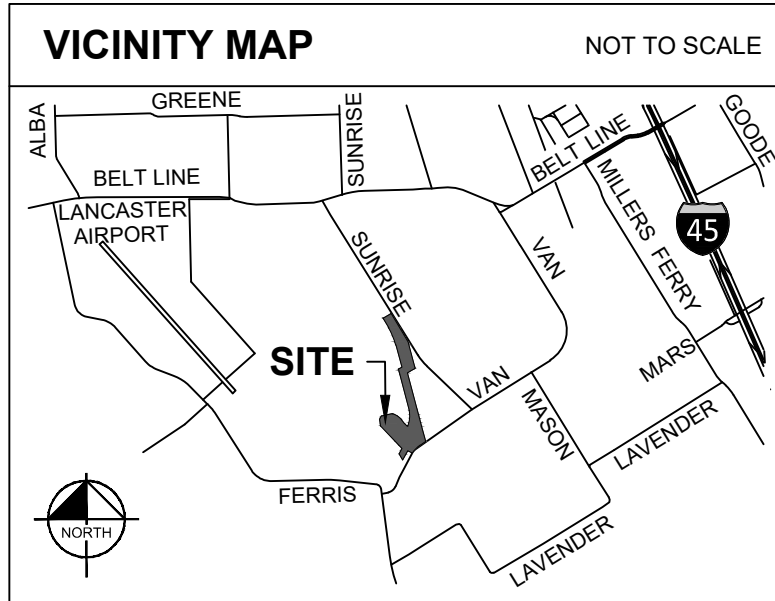 VICINITY MAP
NOT TO SCALE
GREENE
ALBA
SUNRISE
GOODE
BELT LINE
BELT LINE
LANCASTER
AIRPORT
SUNRISE
VAN
MILLERS FERRY
45
SITE
VAN
MARS
MASON
LAVENDER
FERRIS
NORTH
LAVENDER